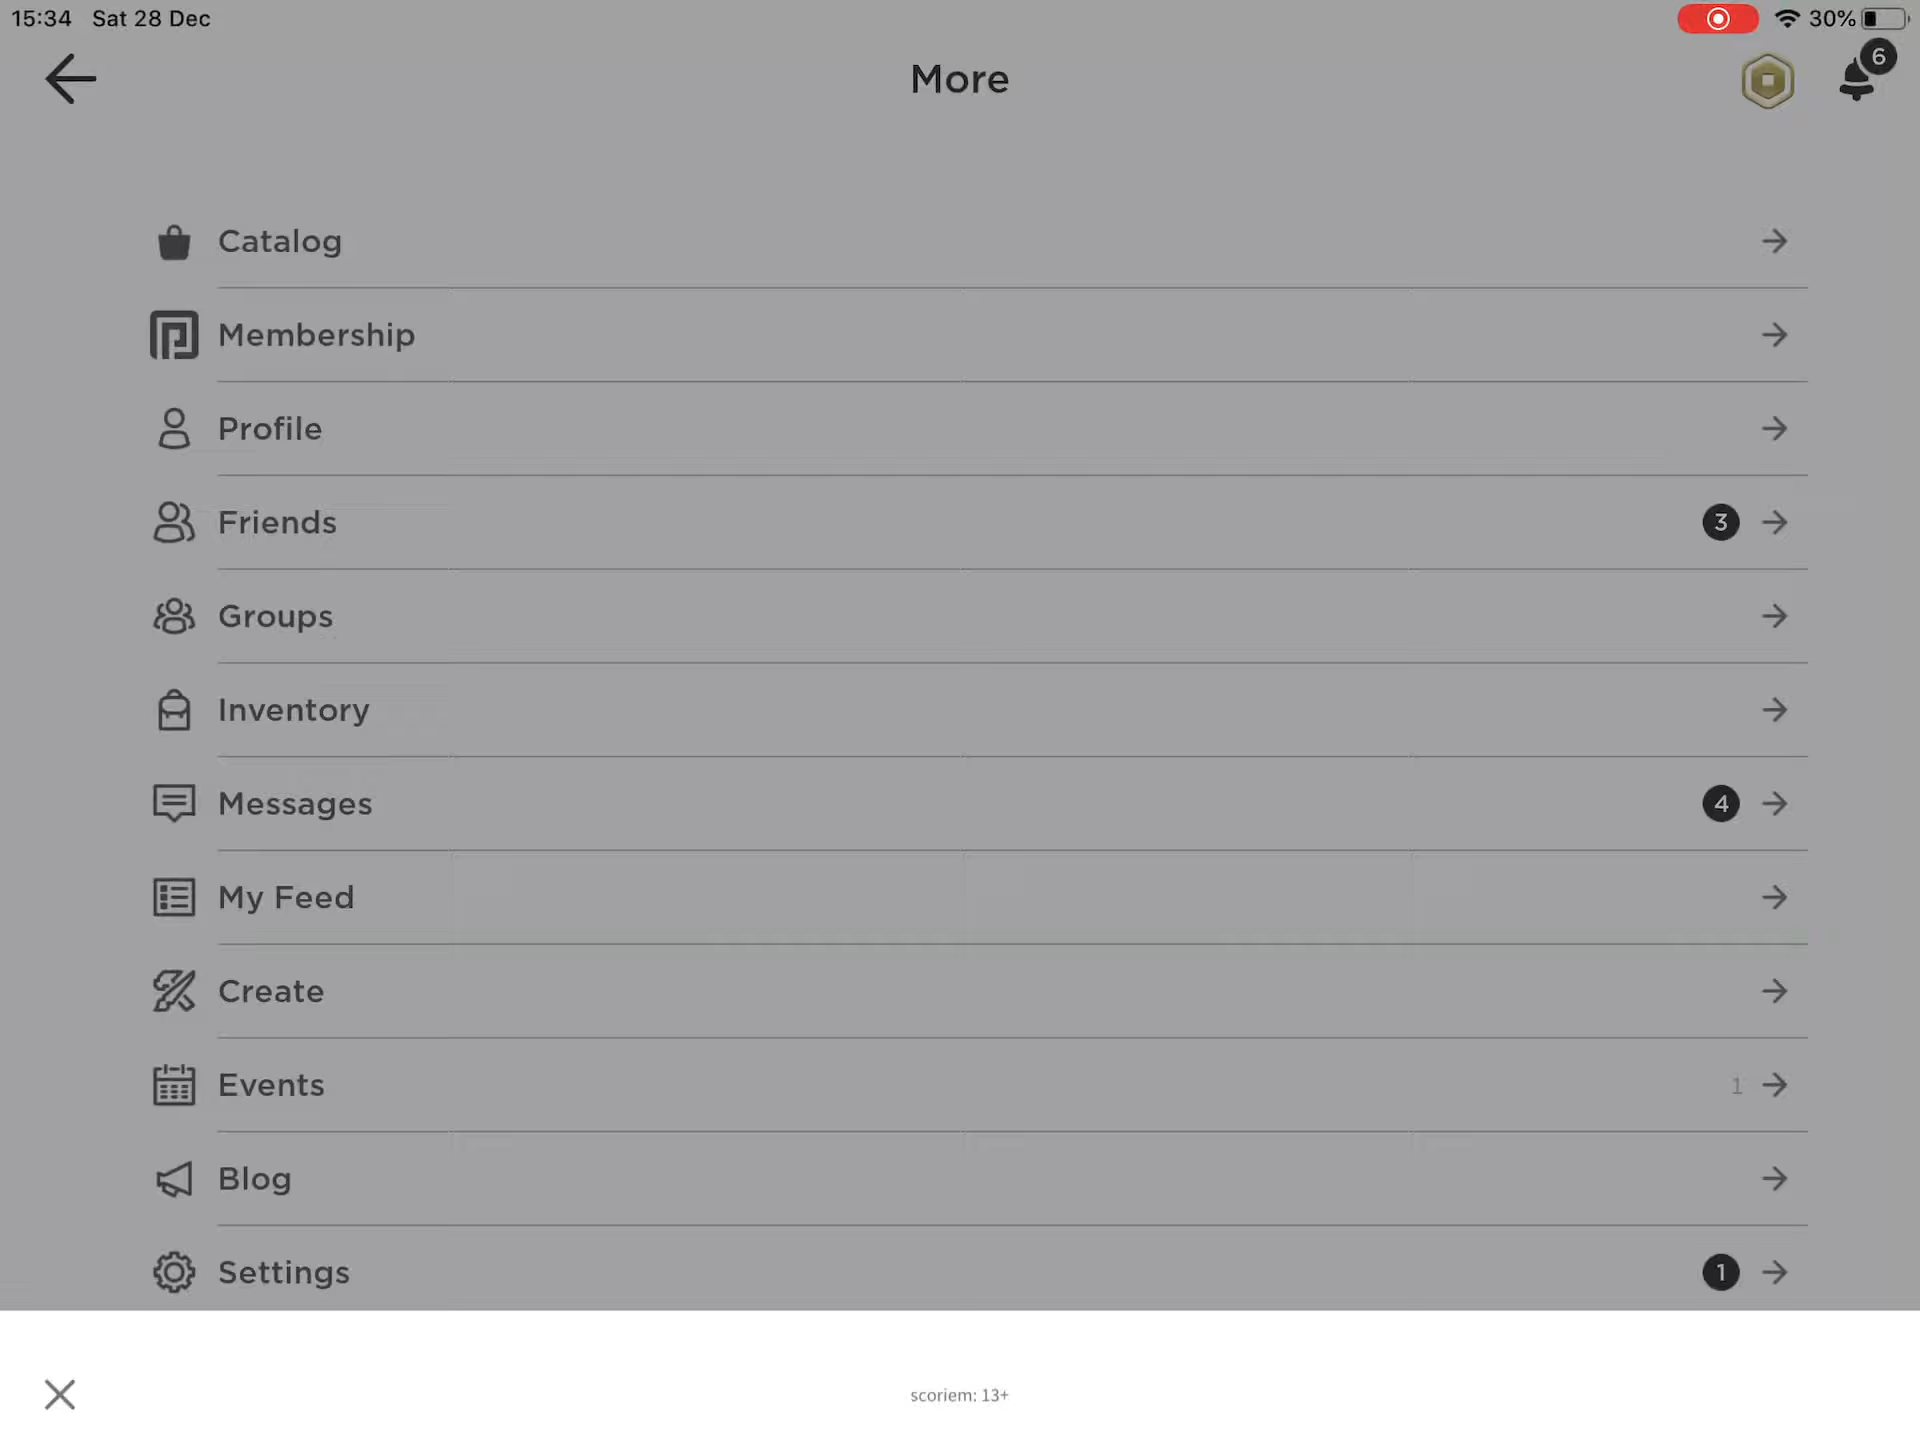 15:34 Sat 28 Dec 30%
More 6
Catalog
Membership
Profile
Friends 3
Groups
Inventory
Messages 4
My Feed
Create
Events 1
Blog
Settings 1
scoriem: 13+